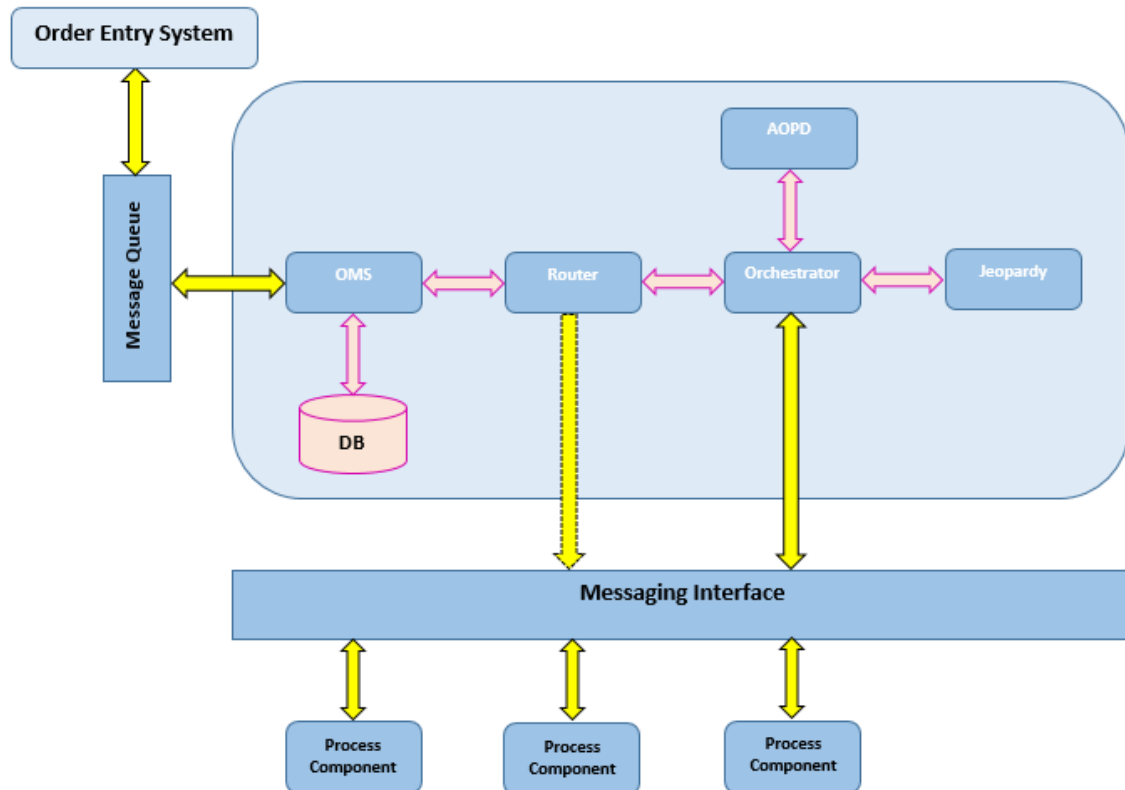 Order Entry System
AOPD
Message Queue
OMS
Router
Orchestrator
Jeopardy
DB
Messaging Interface
Process
Component
Process
Component
Process
Component